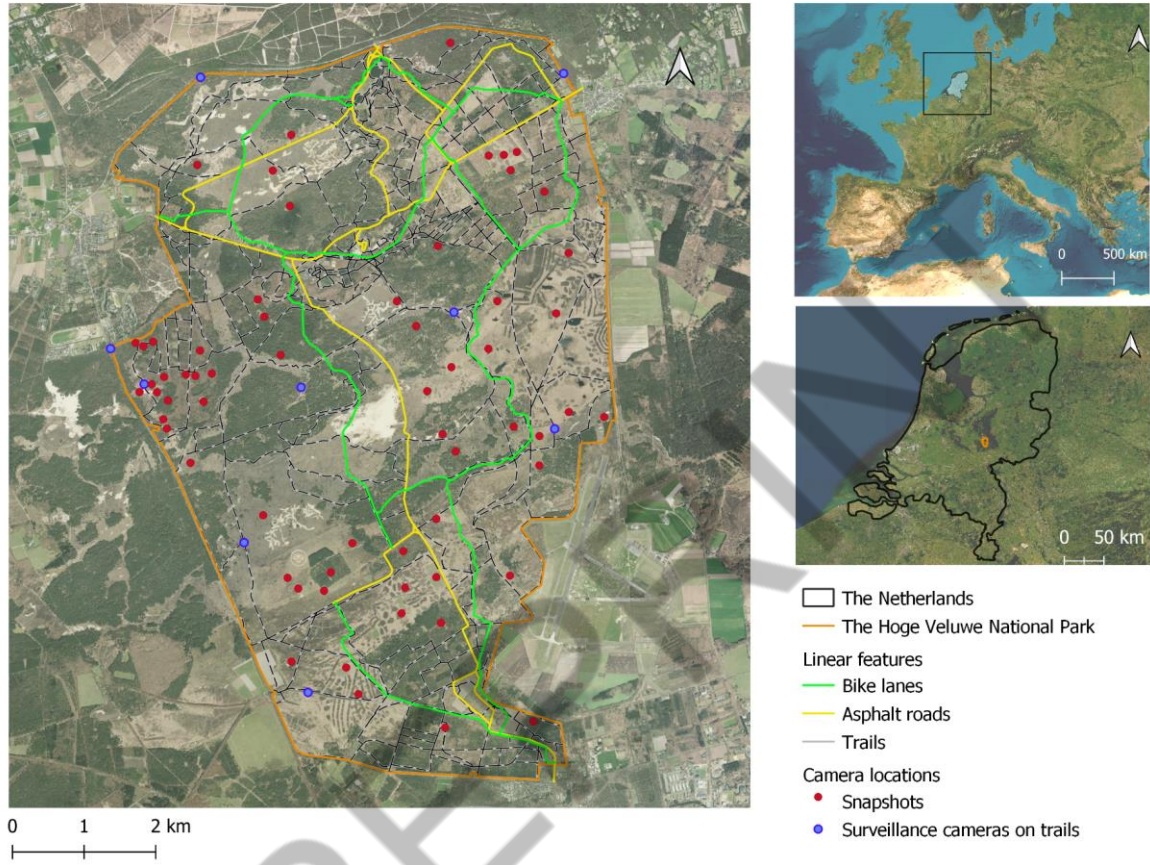 0 500 km
0 50 km
The Netherlands
The Hoge Veluwe National Park
Linear features
Bike lanes
Asphalt roads
Trails
Camera locations
Snapshots
Surveillance cameras on trails
0 1 2 km